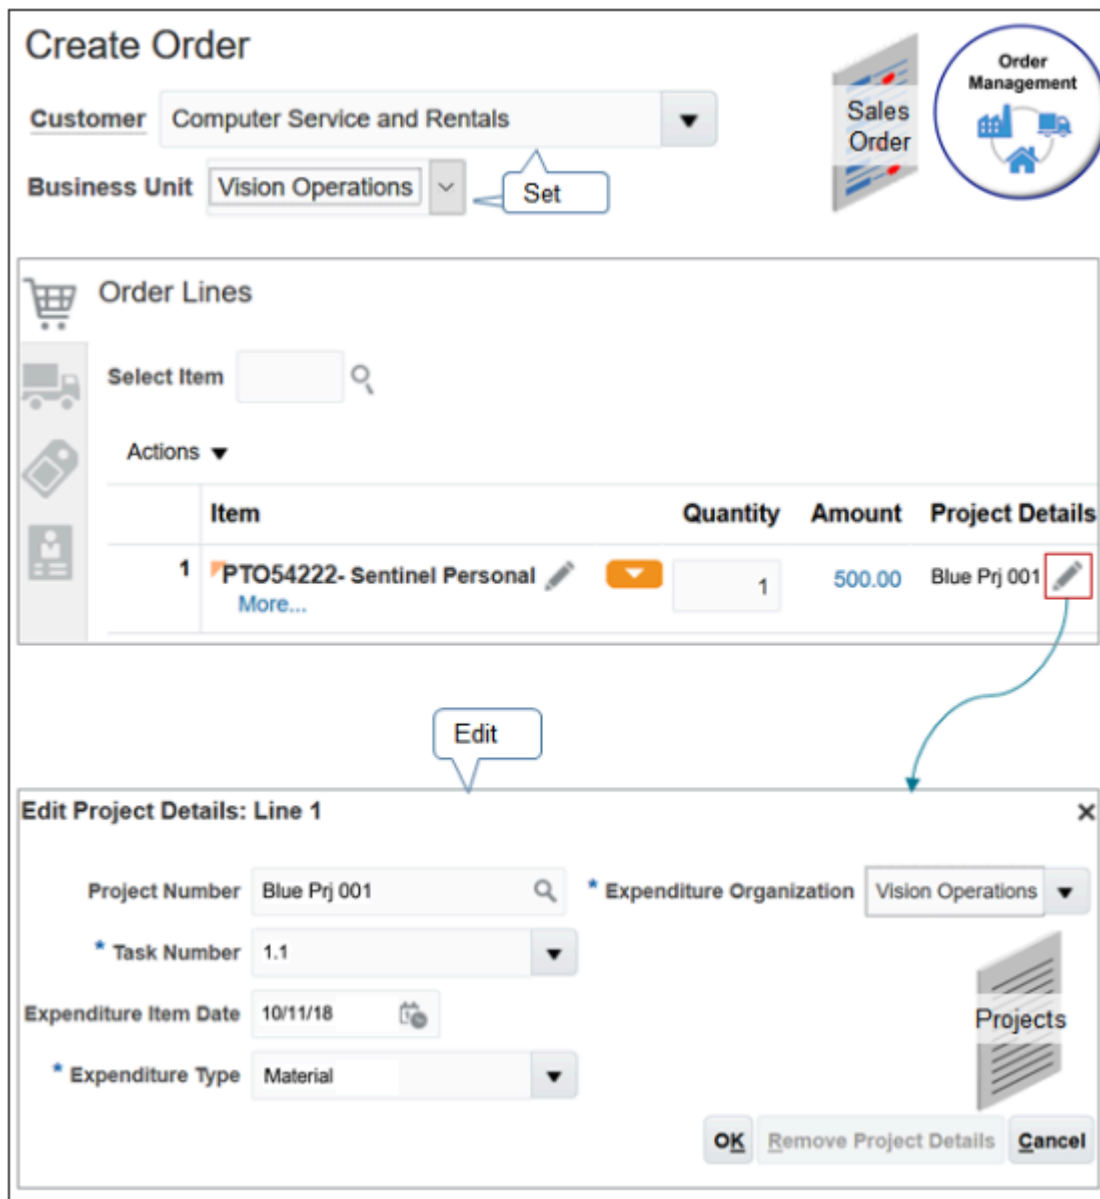 Create Order
Order
Management
Customer Computer Service and Rentals
Sales
Order
Business Unit Vision Operations
Set
Order Lines
Select Item
Actions
Item Quantity Amount Project Details
1 PTO54222- Sentinel Personal 1 500.00 Blue Prj 001
More...
Edit
Edit Project Details: Line 1
Project Number Blue Prj 001 * Expenditure Organization Vision Operations
* Task Number 1.1
Expenditure Item Date 10/11/18
Projects
* Expenditure Type Material
OK Remove Project Details Cancel